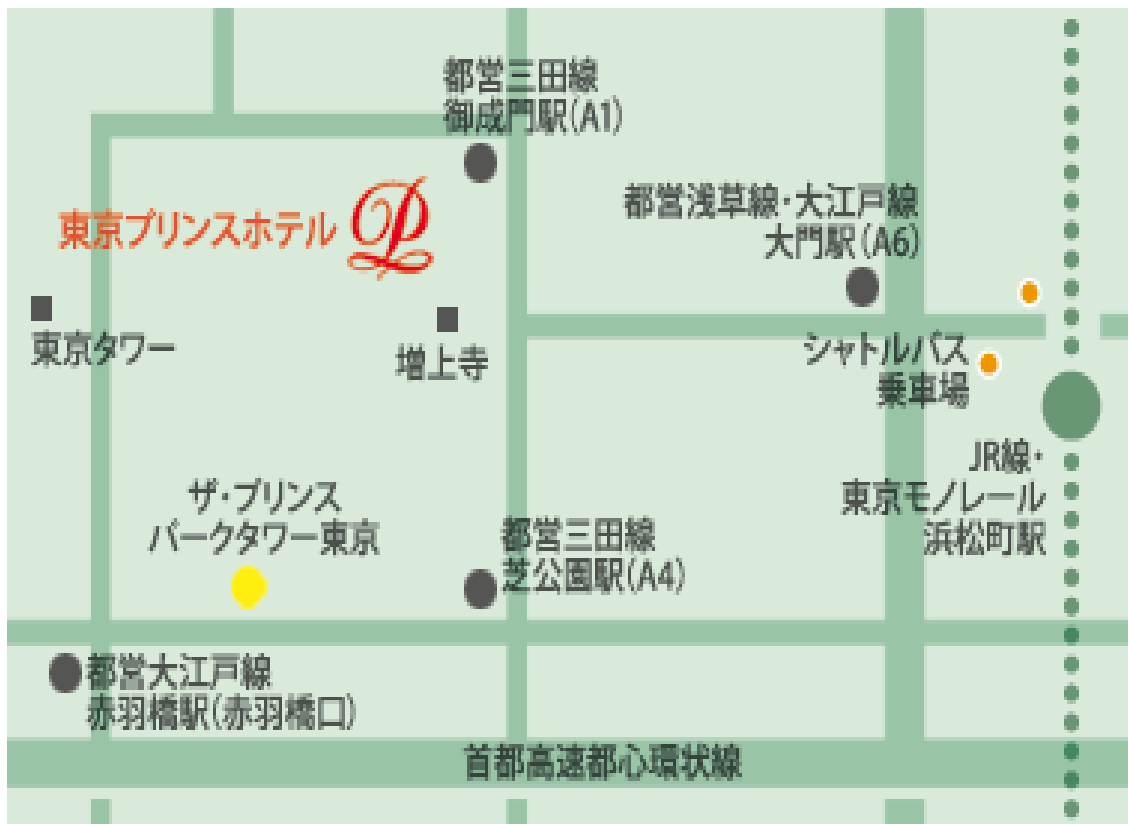 都営三田線
御成門駅(A1)
都営浅草線・大江戸線
大門駅(A6)
東京プリンスホテル
東京タワー
増上寺
シャトルバス
乗車場
JR線・
東京モノレール
浜松町駅
ザ・プリンス
パークタワー東京
都営三田線
芝公園駅(A4)
都営大江戸線
赤羽橋駅(赤羽橋口)
首都高速都心環状線